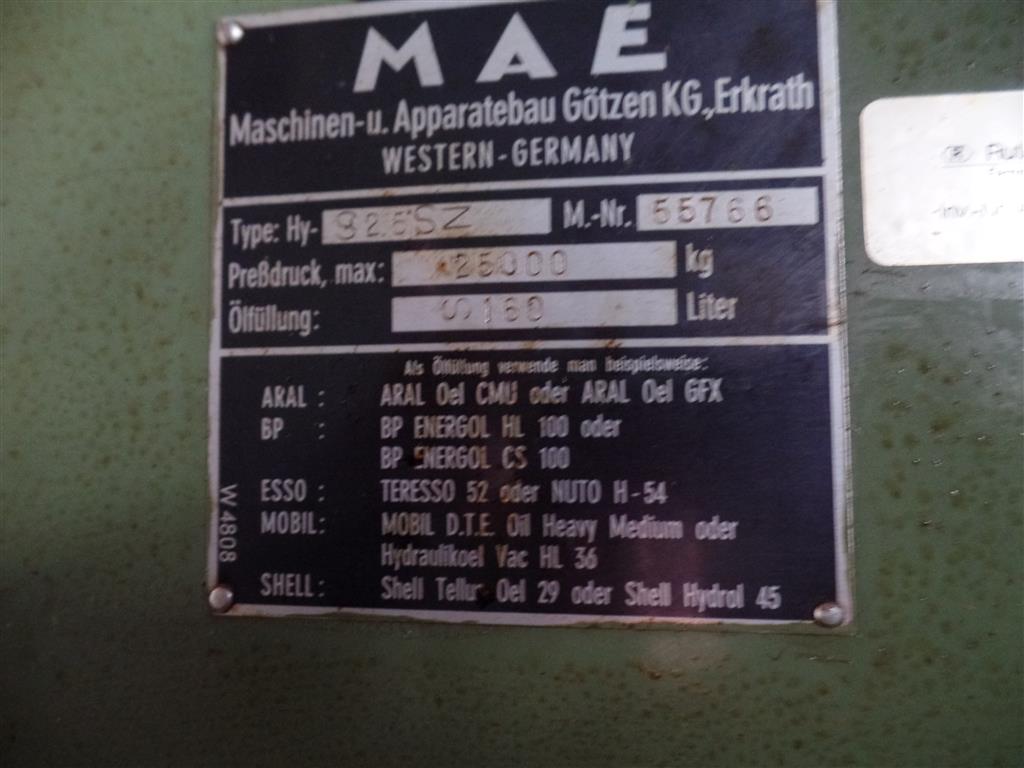 MAE
Maschinen-u. Apparatebau Götzen KG., Erkrath
WESTERN-GERMANY
Type: Hy- S25SZ M.-Nr. 55766
Preßdruck, max: 25000 kg
Ölfüllung: 160 Liter
Als Ölfüllung verwende man beispielsweise:
ARAL : ARAL Oel CMU oder ARAL Oel GFX
BP : BP ENERGOL HL 100 oder
BP ENERGOL CS 100
ESSO : TERESSO 52 oder NUTO H-54
MOBIL: MOBIL D.T.E. Oil Heavy Medium oder
Hydraulikoel Vac HL 36
SHELL: Shell Tellus Oel 29 oder Shell Hydrol 45
W 4808